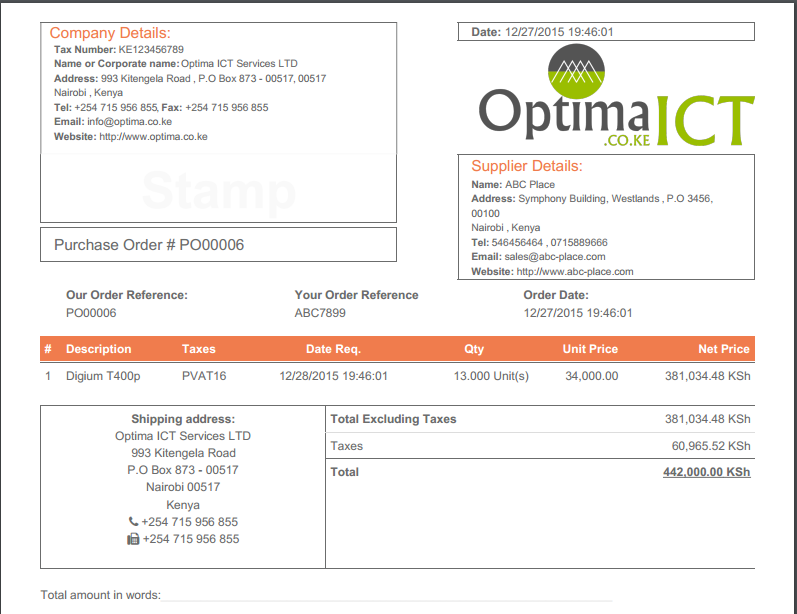 Company Details:
Tax Number: KE123456789
Name or Corporate name: Optima ICT Services LTD
Address: 993 Kitengela Road , P.O Box 873 - 00517, 00517
Nairobi , Kenya
Tel: +254 715 956 855, Fax: +254 715 956 855
Email: info@optima.co.ke
Website: http://www.optima.co.ke
Stamp
Purchase Order # PO00006
Date: 12/27/2015 19:46:01
Optima ICT
.CO.KE
Supplier Details:
Name: ABC Place
Address: Symphony Building, Westlands , P.O 3456,
00100
Nairobi , Kenya
Tel: 546456464 , 0715889666
Email: sales@abc-place.com
Website: http://www.abc-place.com
Our Order Reference: Your Order Reference Order Date:
PO00006 ABC7899 12/27/2015 19:46:01
# Description Taxes Date Req. Qty Unit Price Net Price
1 Digium T400p PVAT16 12/28/2015 19:46:01 13.000 Unit(s) 34,000.00 381,034.48 KSh
Shipping address:
Optima ICT Services LTD
993 Kitengela Road
P.O Box 873 - 00517
Nairobi 00517
Kenya
+254 715 956 855
+254 715 956 855
Total Excluding Taxes 381,034.48 KSh
Taxes 60,965.52 KSh
Total 442,000.00 KSh
Total amount in words: